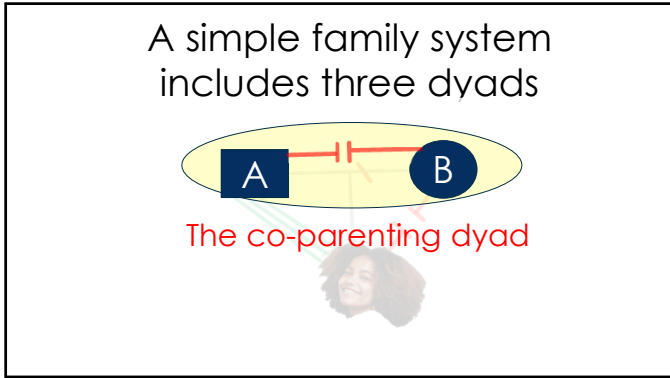 A simple family system
includes three dyads
A
B
The co-parenting dyad